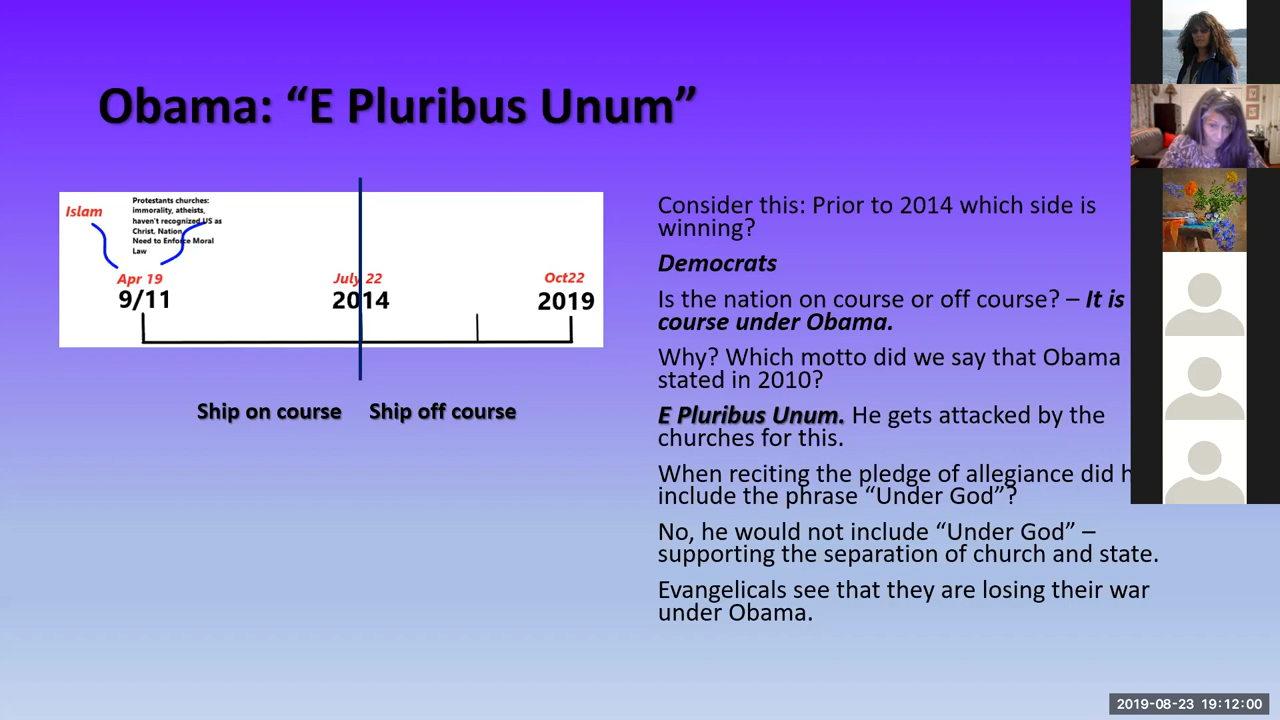 Obama: “E Pluribus Unum”
Islam
Protestants churches:
immorality, atheists,
haven't recognized US as
Christ. Nation
Need to Enforce Moral
Law
Apr 19
9/11
July 22
2014
Oct22
2019
Ship on course
Ship off course
Consider this: Prior to 2014 which side is
winning?
Democrats
Is the nation on course or off course? – It is
course under Obama.
Why? Which motto did we say that Obama
stated in 2010?
E Pluribus Unum. He gets attacked by the
churches for this.
When reciting the pledge of allegiance did
include the phrase “Under God”?
No, he would not include “Under God” –
supporting the separation of church and state.
Evangelicals see that they are losing their war
under Obama.
2019-08-23 19:12:00